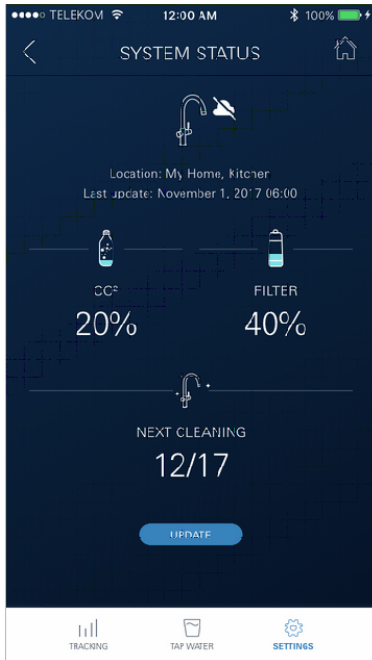 TELEKOM 12:00 AM 100%
SYSTEM STATUS
Location: My Home, Kitchen
Last update: November 1, 2017 06:00
CO² FILTER
20% 40%
NEXT CLEANING
12/17
UPDATE
TRACKING TAP WATER SETTINGS